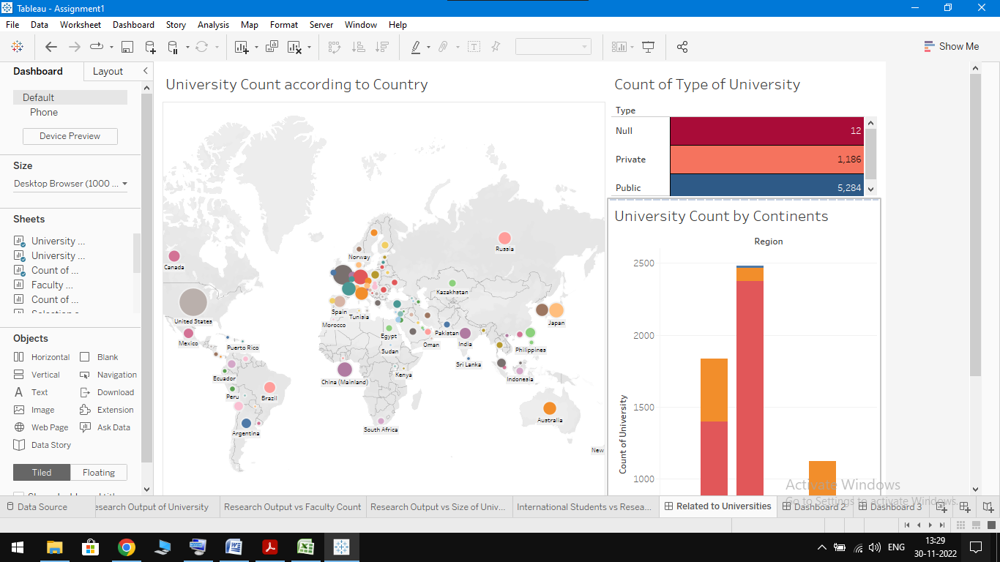 Tableau - Assignment1
File Data Worksheet Dashboard Story Analysis Map Format Server Window Help
Show Me
Dashboard Layout
Default
Phone
Device Preview
Size
Desktop Browser (1000 ...
Sheets
University ...
University ...
Count of ...
Faculty ...
Count of ...
Objects
Horizontal Blank
Vertical Navigation
Text Download
Image Extension
Web Page Ask Data
Data Story
Tiled Floating
University Count according to Country
Canada
United States
Mexico
Puerto Rico
Ecuador
Peru
Brazil
Argentina
Norway
Spain
Tunisia
Morocco
Egypt
Sudan
China (Mainland)
Kenya
South Africa
Russia
Kazakhstan
Pakistan
Oman
India
Sri Lanka
Japan
Philippines
Indonesia
Australia
New
Count of Type of University
Type
Null 12
Private 1,186
Public 5,284
University Count by Continents
Region
2500
2000
1500
1000
Count of University
Activate Windows
Go to Settings to activate Windows.
Data Source esearch Output of University Research Output vs Faculty Count Research Output vs Size of Univ... International Students vs Resea... Related to Universities Dashboard 2 Dashboard 3
ENG
13:29
30-11-2022